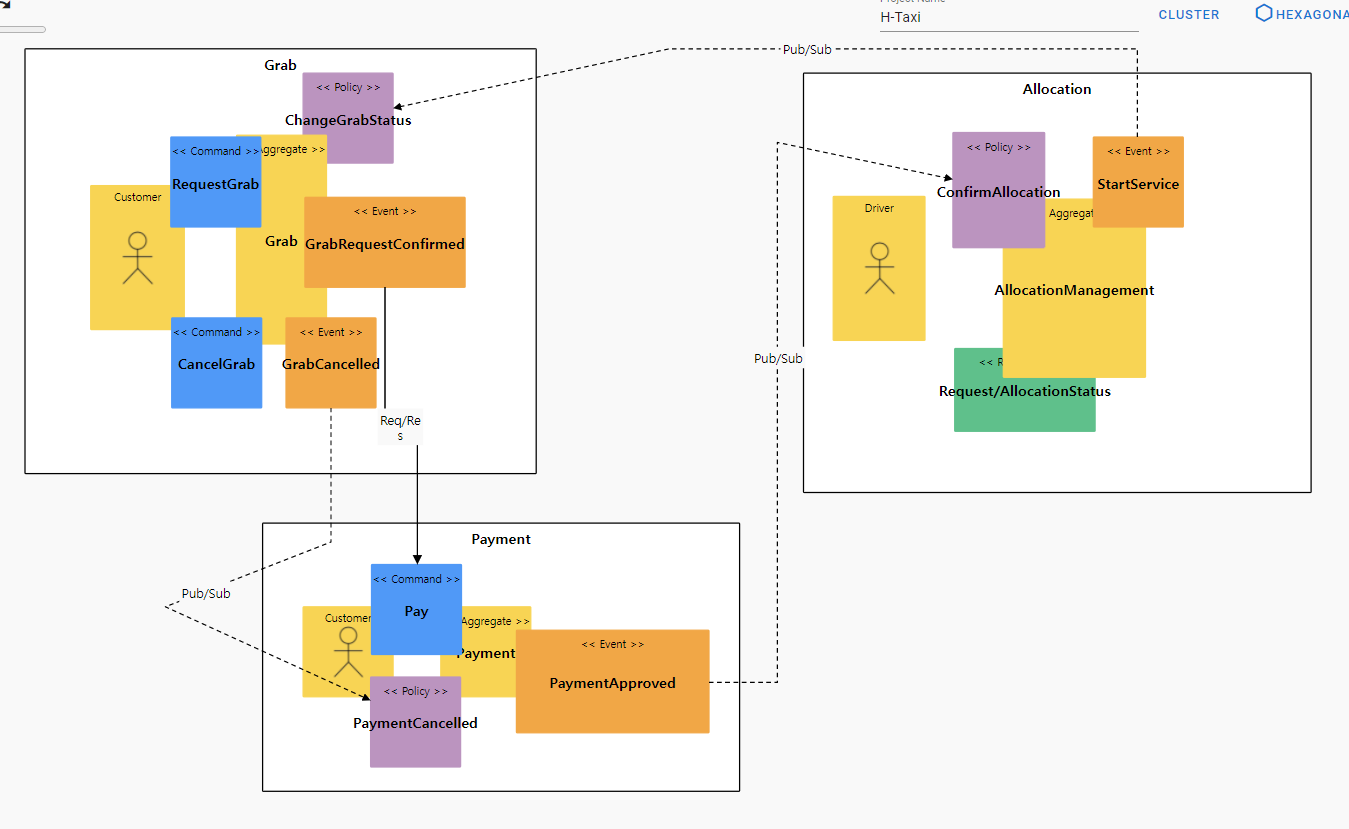 Project Name
H-Taxi
CLUSTER
HEXAGONA
Pub/Sub
Grab
<< Policy >>
ChangeGrabStatus
<< Command >>
Aggregate >>
RequestGrab
Customer
<< Event >>
Grab
GrabRequestConfirmed
<< Command >>
<< Event >>
CancelGrab
GrabCancelled
Req/Re
s
Allocation
<< Policy >>
<< Event >>
ConfirmAllocation
StartService
Driver
Aggregat
AllocationManagement
Pub/Sub
<< R
Request/AllocationStatus
Payment
<< Command >>
Pub/Sub
Pay
Customer
Aggregate >>
<< Event >>
Payment
PaymentApproved
<< Policy >>
PaymentCancelled